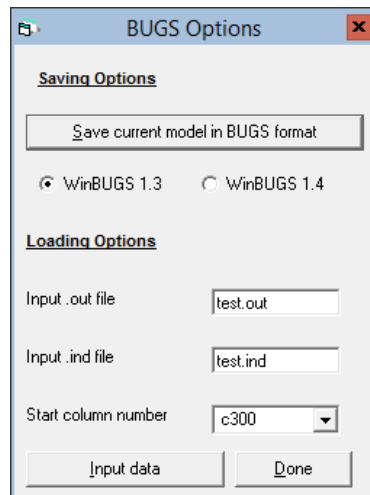 BUGS Options
Saving Options
Save current model in BUGS format
WinBUGS 1.3 WinBUGS 1.4
Loading Options
Input .out file test.out
Input .ind file test.ind
Start column number c300
Input data Done